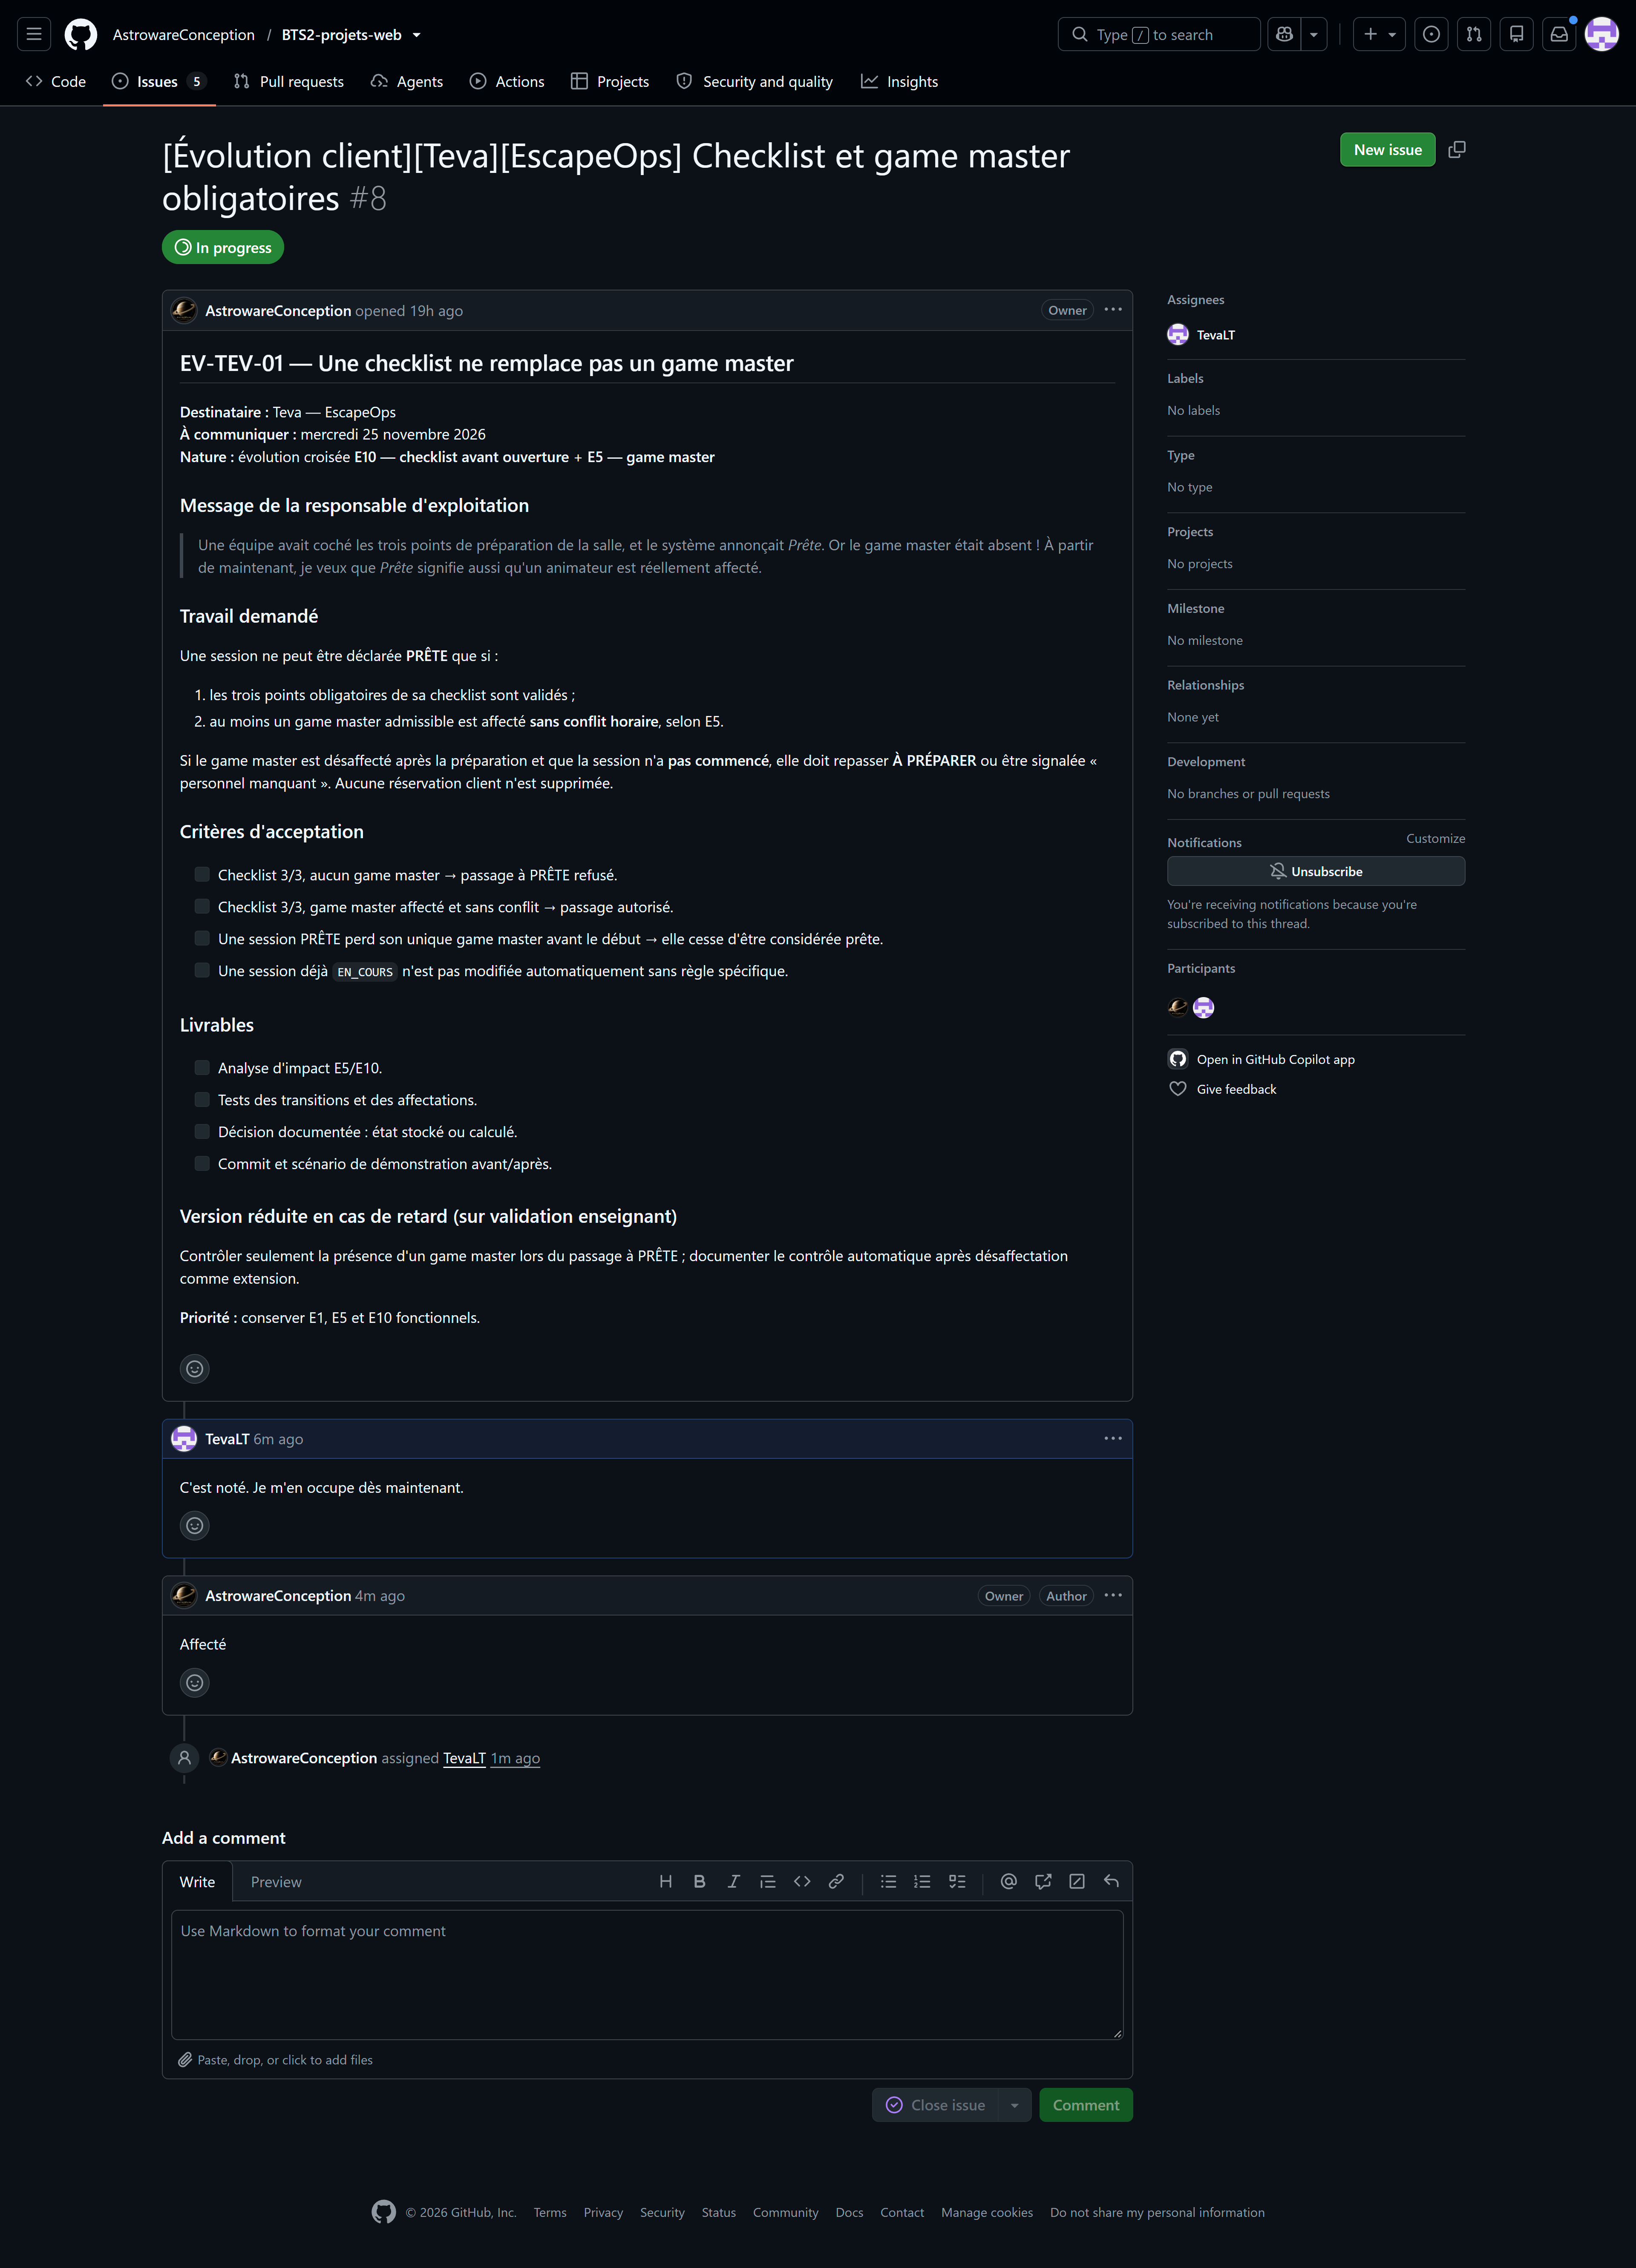 AstrowareConception / BTS2-projets-web
Type / to search
Code
Issues 5
Pull requests
Agents
Actions
Projects
Security and quality
Insights
[Évolution client][Teva][EscapeOps] Checklist et game master
obligatoires #8
New issue
In progress
AstrowareConception opened 19h ago
Owner
EV-TEV-01 — Une checklist ne remplace pas un game master
Destinataire : Teva — EscapeOps
À communiquer : mercredi 25 novembre 2026
Nature : évolution croisée E10 — checklist avant ouverture + E5 — game master
Message de la responsable d'exploitation
Une équipe avait coché les trois points de préparation de la salle, et le système annonçait Prête. Or le game master était absent ! À partir
de maintenant, je veux que Prête signifie aussi qu'un animateur est réellement affecté.
Travail demandé
Une session ne peut être déclarée PRÊTE que si :
1. les trois points obligatoires de sa checklist sont validés ;
2. au moins un game master admissible est affecté sans conflit horaire, selon E5.
Si le game master est désaffecté après la préparation et que la session n'a pas commencé, elle doit repasser À PRÉPARER ou être signalée «
personnel manquant ». Aucune réservation client n'est supprimée.
Critères d'acceptation
Checklist 3/3, aucun game master → passage à PRÊTE refusé.
Checklist 3/3, game master affecté et sans conflit → passage autorisé.
Une session PRÊTE perd son unique game master avant le début → elle cesse d'être considérée prête.
Une session déjà EN_COURS n'est pas modifiée automatiquement sans règle spécifique.
Livrables
Analyse d'impact E5/E10.
Tests des transitions et des affectations.
Décision documentée : état stocké ou calculé.
Commit et scénario de démonstration avant/après.
Version réduite en cas de retard (sur validation enseignant)
Contrôler seulement la présence d'un game master lors du passage à PRÊTE ; documenter le contrôle automatique après désaffectation
comme extension.
Priorité : conserver E1, E5 et E10 fonctionnels.
TevaLT 6m ago
C'est noté. Je m'en occupe dès maintenant.
AstrowareConception 4m ago
Owner
Author
Affecté
AstrowareConception assigned TevaLT 1m ago
Assignees
TevaLT
Labels
No labels
Type
No type
Projects
No projects
Milestone
No milestone
Relationships
None yet
Development
No branches or pull requests
Notifications
Customize
Unsubscribe
You're receiving notifications because you're
subscribed to this thread.
Participants
Open in GitHub Copilot app
Give feedback
Add a comment
Write
Preview
Use Markdown to format your comment
Paste, drop, or click to add files
Close issue
Comment
© 2026 GitHub, Inc.
Terms
Privacy
Security
Status
Community
Docs
Contact
Manage cookies
Do not share my personal information